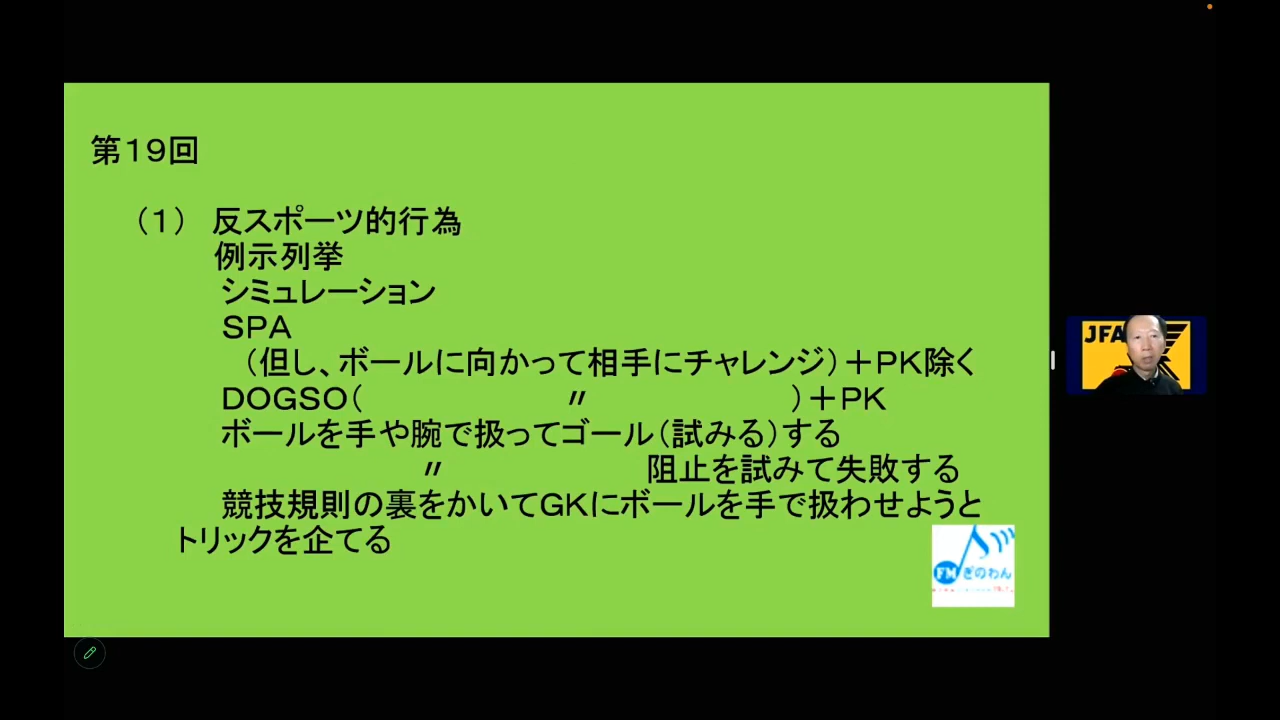 第１９回
（１）　反スポーツ的行為
例示列挙
シミュレーション
ＳＰＡ
（但し、ボールに向かって相手にチャレンジ）＋ＰＫ除く
ＤＯＧＳＯ（　〃　）＋ＰＫ
ボールを手や腕で扱ってゴール（試みる）する
〃　阻止を試みて失敗する
競技規則の裏をかいてＧＫにボールを手で扱わせようと
トリックを企てる
FMぎのわん
JFA